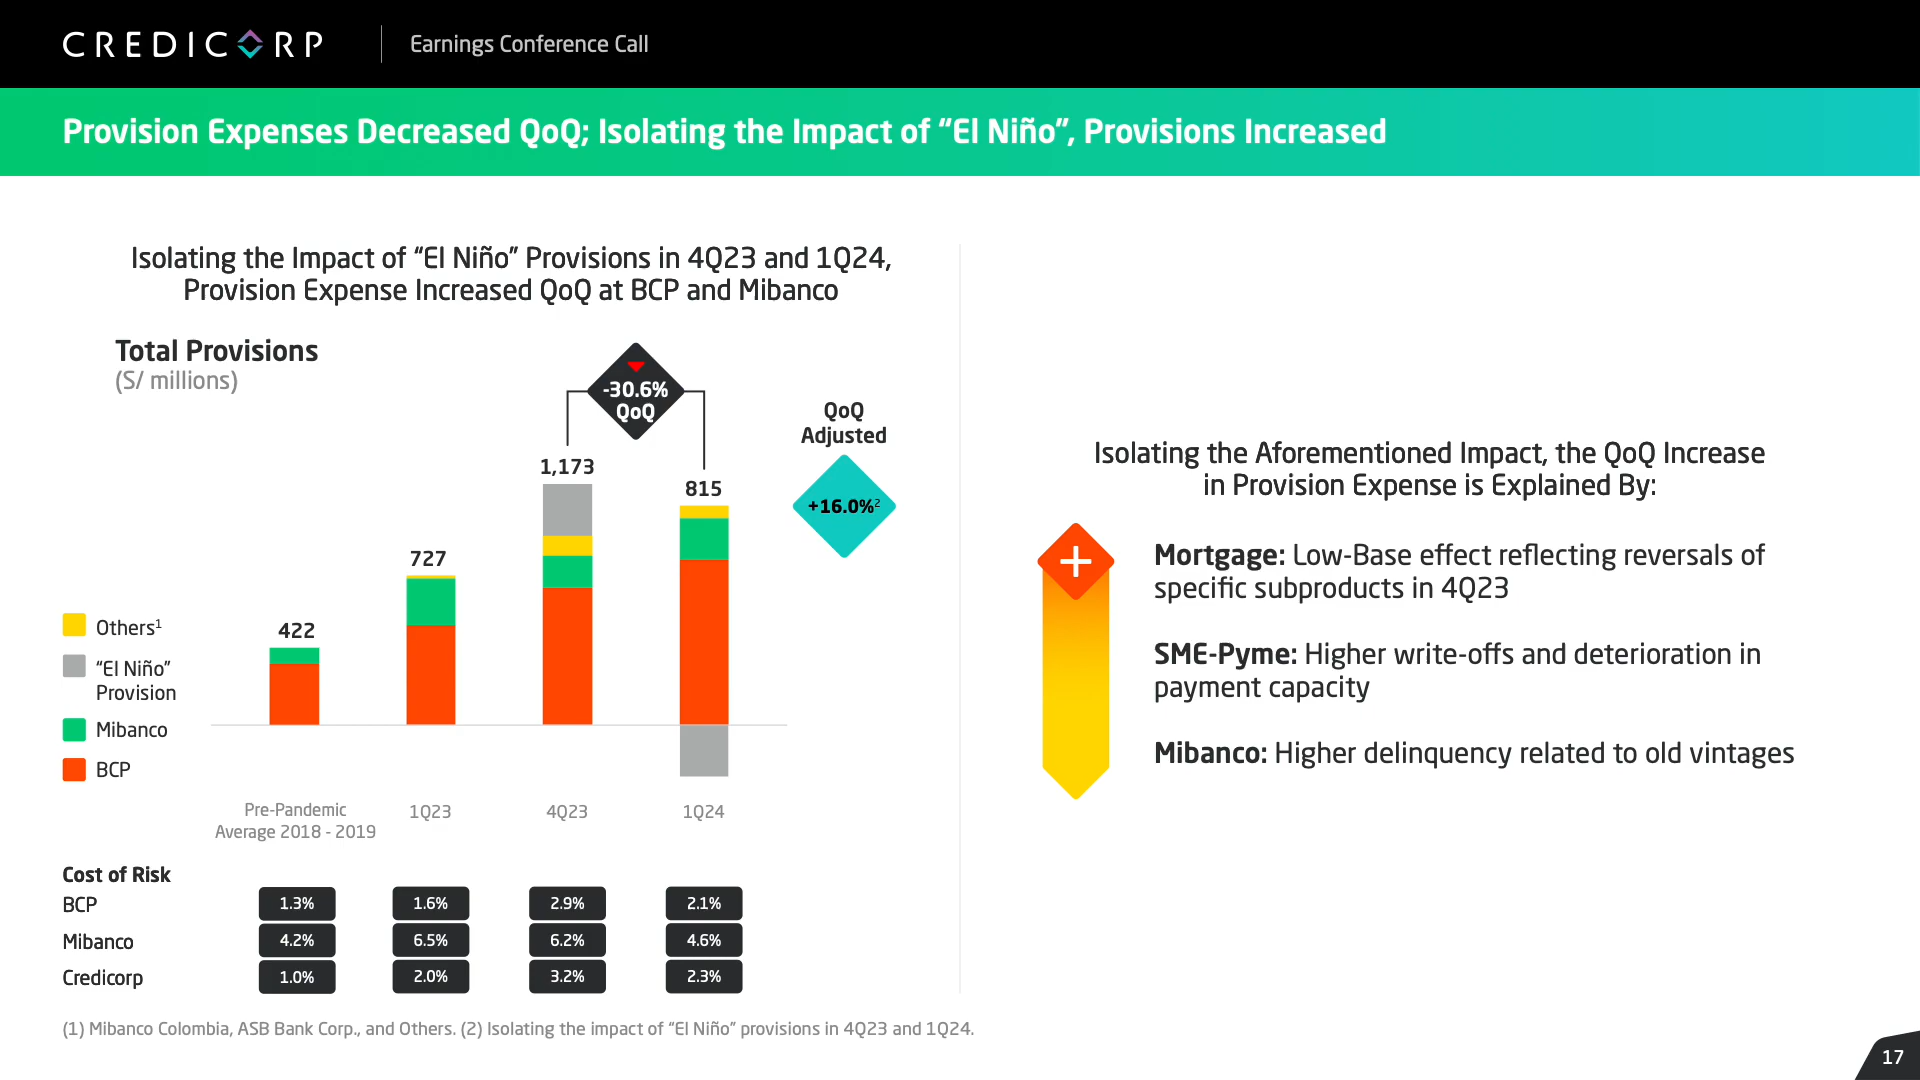 CREDICORP
Earnings Conference Call
Provision Expenses Decreased QoQ; Isolating the Impact of “El Niño”, Provisions Increased
Isolating the Impact of “El Niño” Provisions in 4Q23 and 1Q24,
Provision Expense Increased QoQ at BCP and Mibanco
Total Provisions
(S/ millions)
-30.6%
QoQ
QoQ
Adjusted
+16.0%²
1,173
815
727
422
Others¹
“El Niño”
Provision
Mibanco
BCP
Pre-Pandemic
Average 2018 - 2019
1Q23
4Q23
1Q24
Cost of Risk
BCP 1.3% 1.6% 2.9% 2.1%
Mibanco 4.2% 6.5% 6.2% 4.6%
Credicorp 1.0% 2.0% 3.2% 2.3%
Isolating the Aforementioned Impact, the QoQ Increase
in Provision Expense is Explained By:
Mortgage: Low-Base effect reflecting reversals of
specific subproducts in 4Q23
SME-Pyme: Higher write-offs and deterioration in
payment capacity
Mibanco: Higher delinquency related to old vintages
(1) Mibanco Colombia, ASB Bank Corp., and Others. (2) Isolating the impact of “El Niño” provisions in 4Q23 and 1Q24.
17